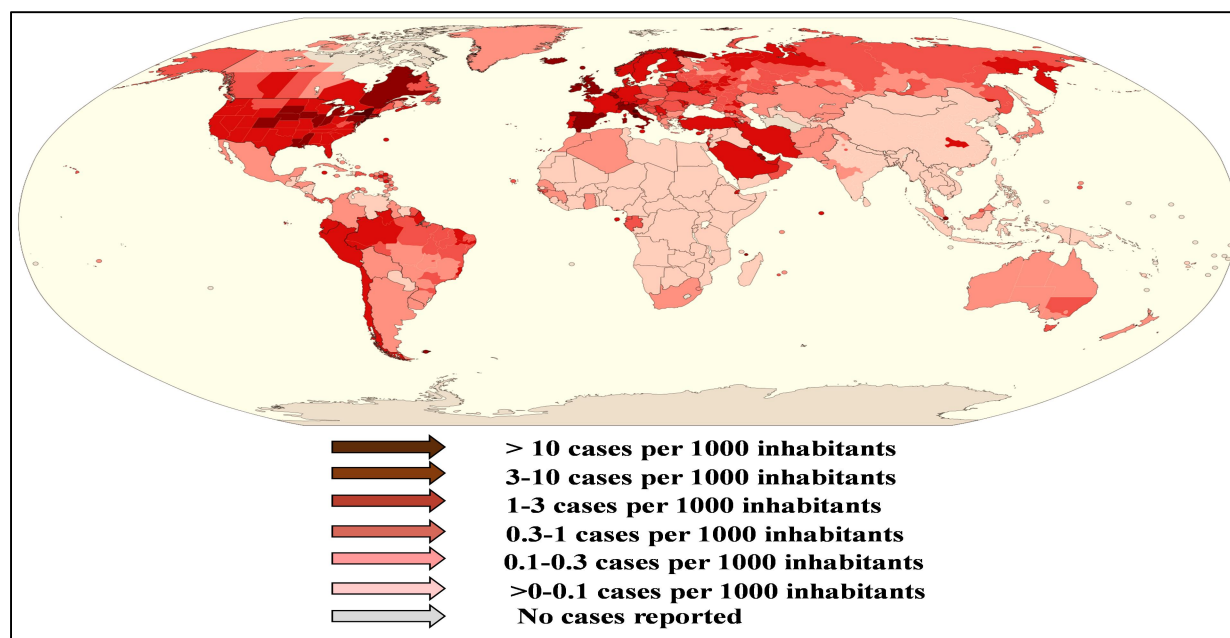 > 10 cases per 1000 inhabitants
3-10 cases per 1000 inhabitants
1-3 cases per 1000 inhabitants
0.3-1 cases per 1000 inhabitants
0.1-0.3 cases per 1000 inhabitants
>0-0.1 cases per 1000 inhabitants
No cases reported